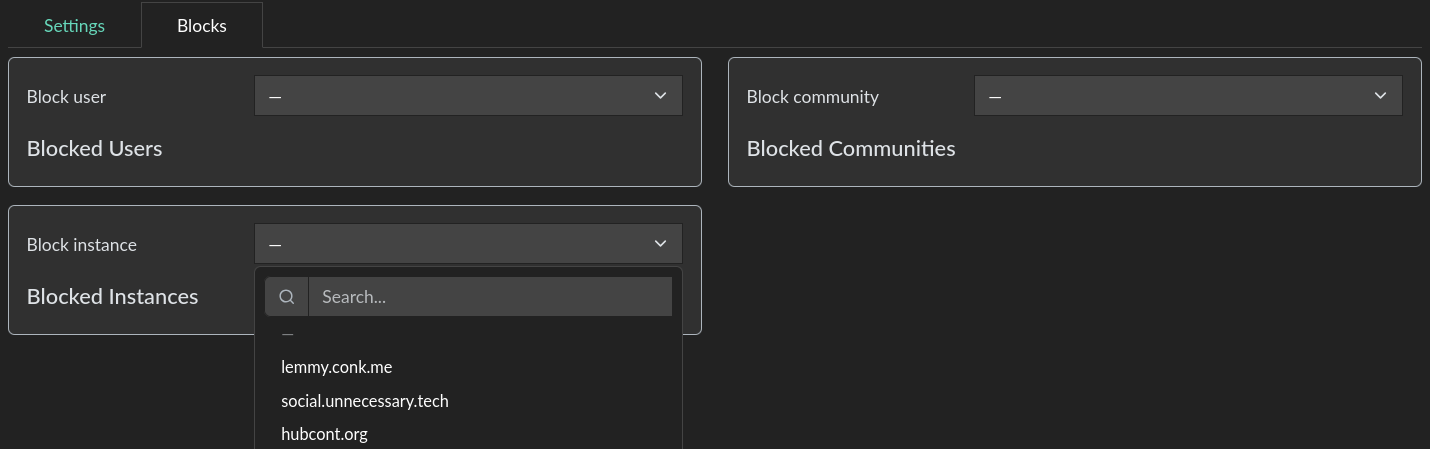 Settings
Blocks
Block user
—
Blocked Users
Block community
—
Blocked Communities
Block instance
—
Blocked Instances
Search...
—
lemmy.conk.me
social.unnecessary.tech
hubcont.org